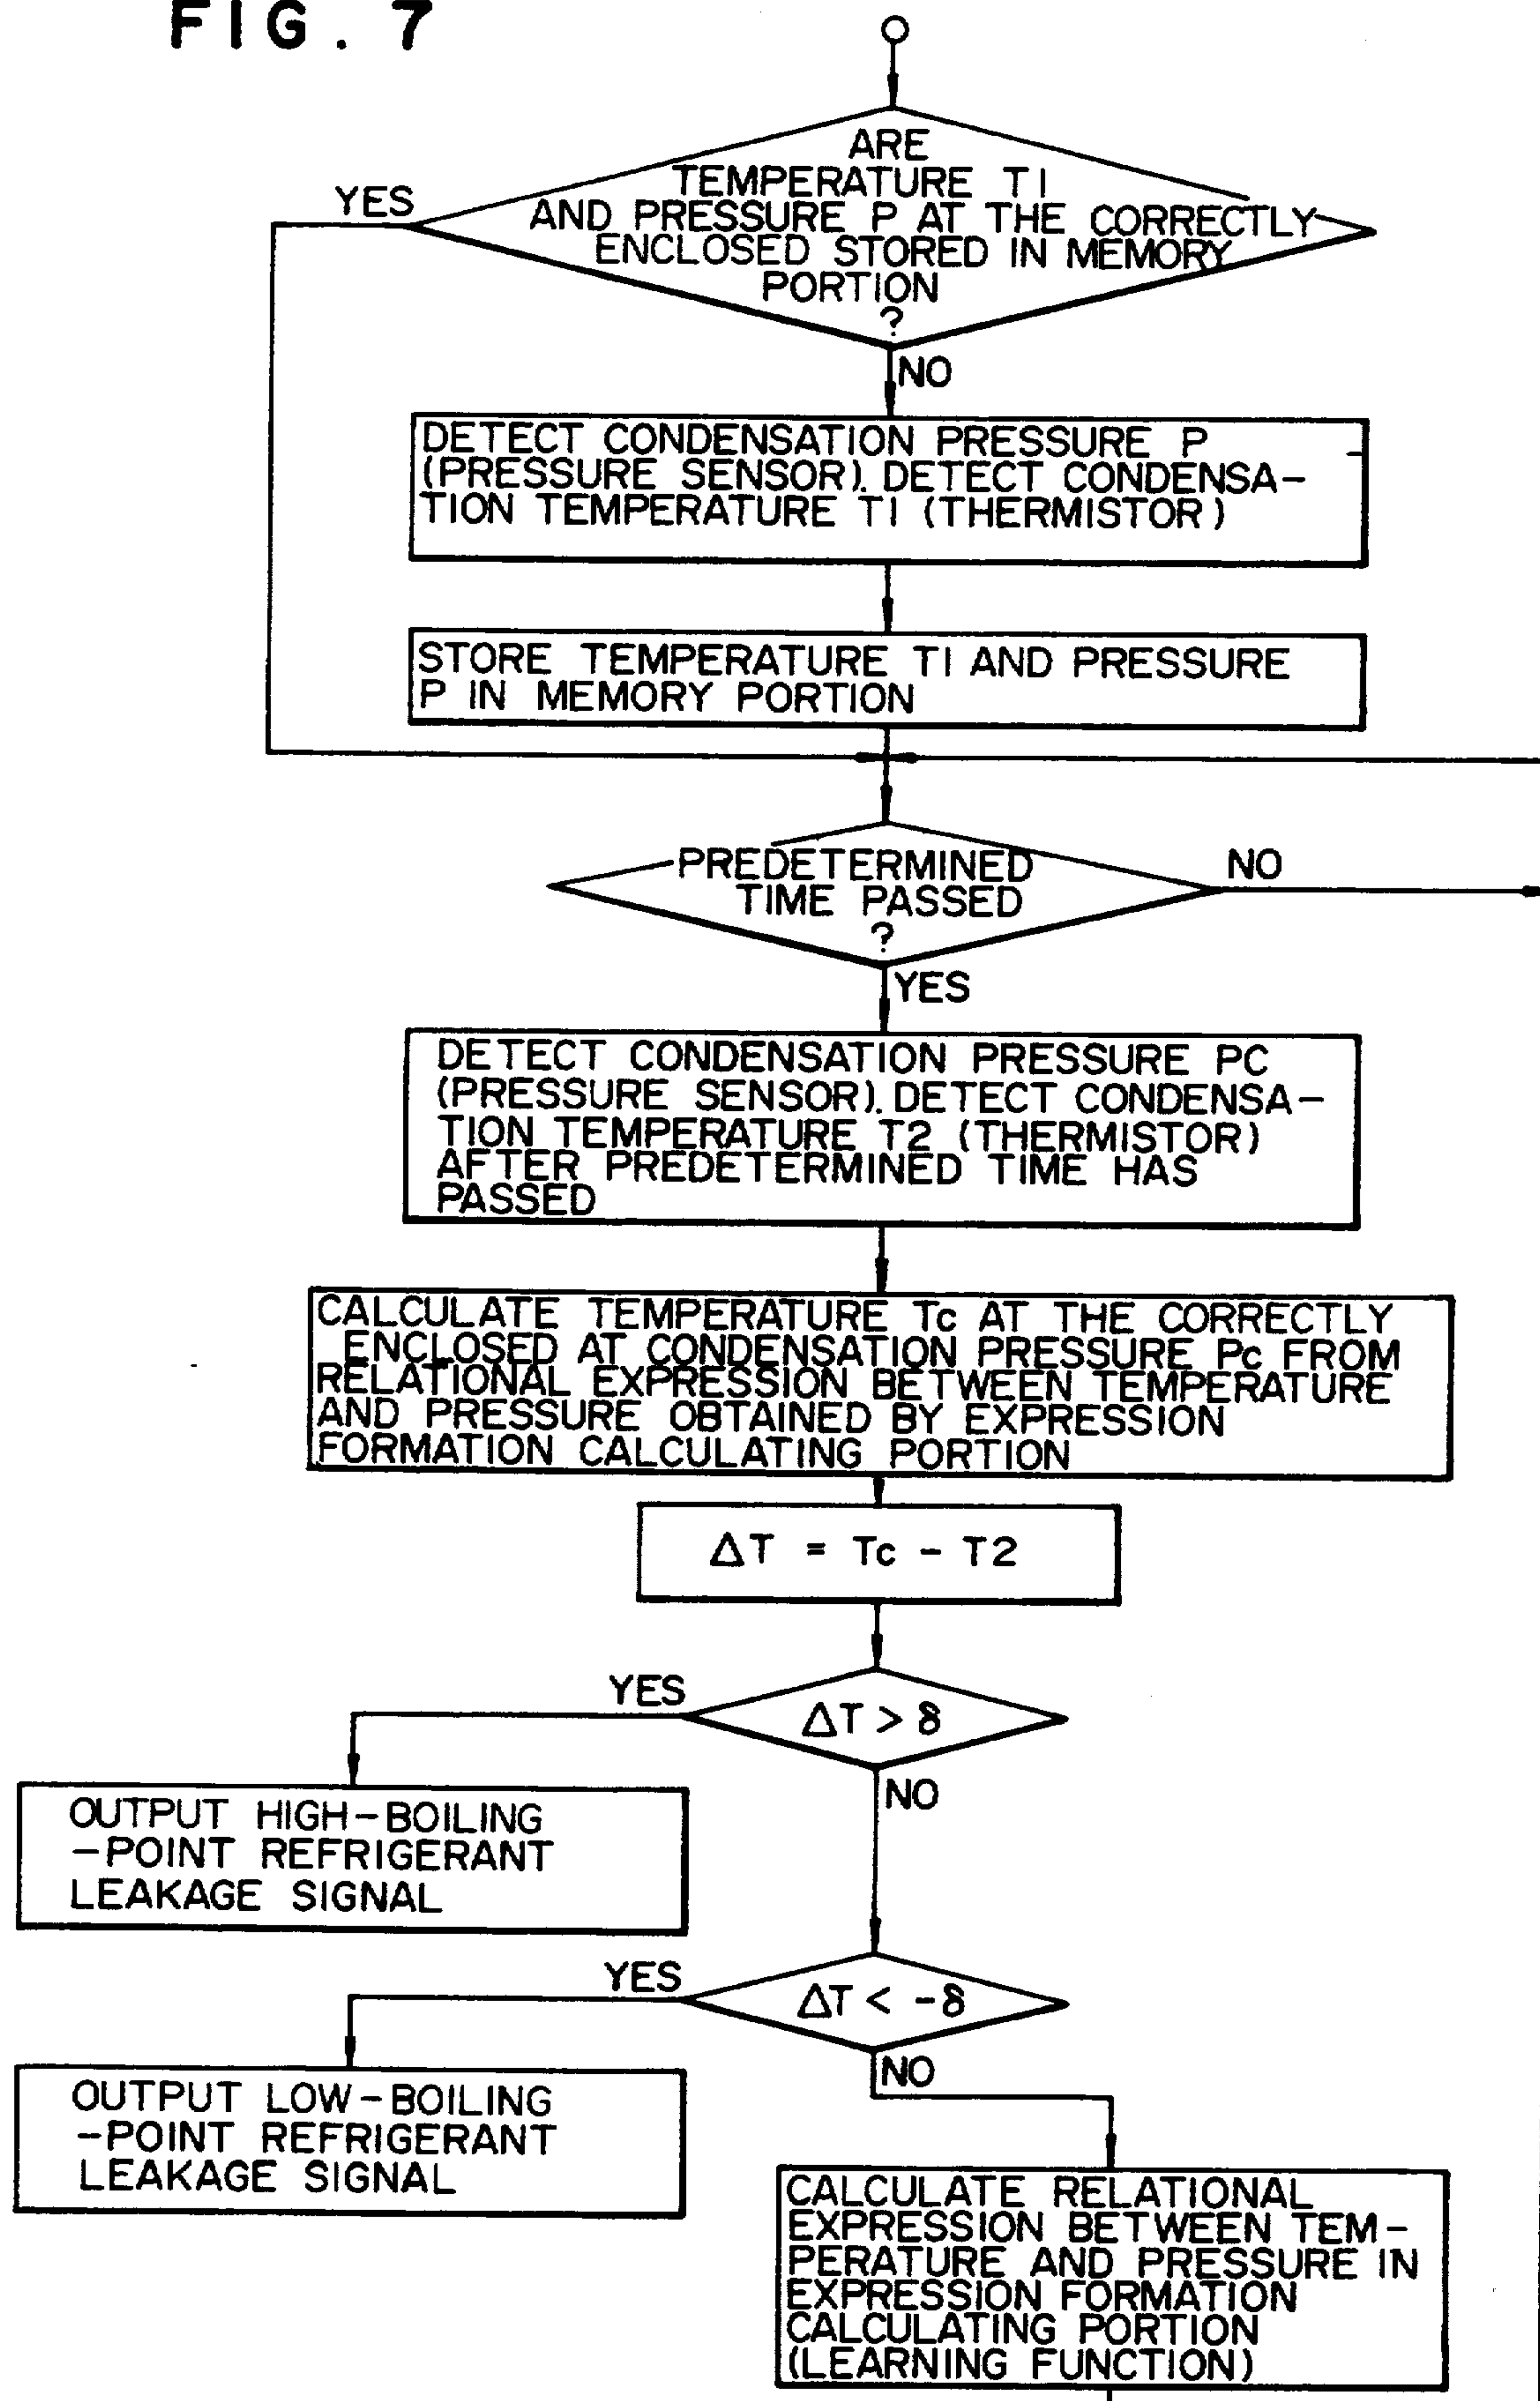 FIG. 7
ARE
TEMPERATURE T1
AND PRESSURE P AT THE CORRECTLY
ENCLOSED STORED IN MEMORY
PORTION
?
YES
NO
DETECT CONDENSATION PRESSURE P
(PRESSURE SENSOR). DETECT CONDENSA-
TION TEMPERATURE T1 (THERMISTOR)
STORE TEMPERATURE T1 AND PRESSURE
P IN MEMORY PORTION
PREDETERMINED
TIME PASSED
?
NO
YES
DETECT CONDENSATION PRESSURE PC
(PRESSURE SENSOR). DETECT CONDENSA-
TION TEMPERATURE T2 (THERMISTOR)
AFTER PREDETERMINED TIME HAS
PASSED
CALCULATE TEMPERATURE Tc AT THE CORRECTLY
ENCLOSED AT CONDENSATION PRESSURE Pc FROM
RELATIONAL EXPRESSION BETWEEN TEMPERATURE
AND PRESSURE OBTAINED BY EXPRESSION
FORMATION CALCULATING PORTION
ΔT = Tc - T2
YES
ΔT > δ
NO
OUTPUT HIGH-BOILING
-POINT REFRIGERANT
LEAKAGE SIGNAL
YES
ΔT < -δ
NO
OUTPUT LOW-BOILING
-POINT REFRIGERANT
LEAKAGE SIGNAL
CALCULATE RELATIONAL
EXPRESSION BETWEEN TEM-
PERATURE AND PRESSURE IN
EXPRESSION FORMATION
CALCULATING PORTION
(LEARNING FUNCTION)